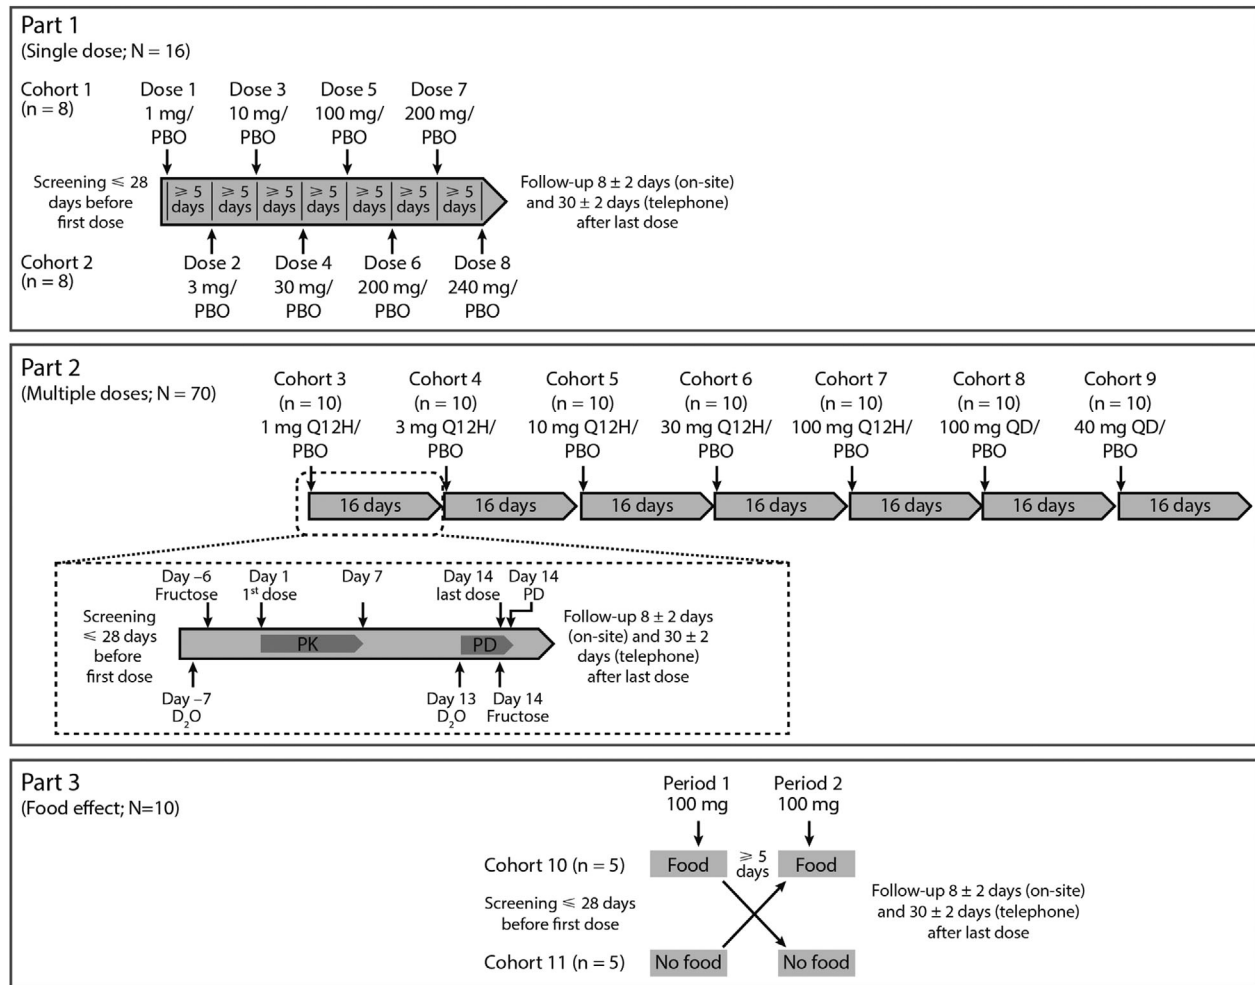 Part 1
(Single dose; N = 16)
Cohort 1
(n = 8)
Dose 1
1 mg/
PBO
Dose 3
10 mg/
PBO
Dose 5
100 mg/
PBO
Dose 7
200 mg/
PBO
Screening ⩽ 28
days before
first dose
⩾ 5
days
⩾ 5
days
⩾ 5
days
⩾ 5
days
⩾ 5
days
⩾ 5
days
⩾ 5
days
Follow-up 8 ± 2 days (on-site)
and 30 ± 2 days (telephone)
after last dose
Cohort 2
(n = 8)
Dose 2
3 mg/
PBO
Dose 4
30 mg/
PBO
Dose 6
200 mg/
PBO
Dose 8
240 mg/
PBO
Part 2
(Multiple doses; N = 70)
Cohort 3
(n = 10)
1 mg Q12H/
PBO
Cohort 4
(n = 10)
3 mg Q12H/
PBO
Cohort 5
(n = 10)
10 mg Q12H/
PBO
Cohort 6
(n = 10)
30 mg Q12H/
PBO
Cohort 7
(n = 10)
100 mg Q12H/
PBO
Cohort 8
(n = 10)
100 mg QD/
PBO
Cohort 9
(n = 10)
40 mg QD/
PBO
16 days
16 days
16 days
16 days
16 days
16 days
16 days
Day –6
Fructose
Day 1
1st dose
Day 7
Day 14
last dose
Day 14
PD
Screening
⩽ 28 days
before
first dose
PK
PD
Follow-up 8 ± 2 days
(on-site) and 30 ± 2
days (telephone)
after last dose
Day –7
D₂O
Day 13
D₂O
Day 14
Fructose
Part 3
(Food effect; N=10)
Period 1
100 mg
Period 2
100 mg
Cohort 10 (n = 5)
Food
⩾ 5
days
Food
Screening ⩽ 28 days
before first dose
Follow-up 8 ± 2 days (on-site)
and 30 ± 2 days (telephone)
after last dose
Cohort 11 (n = 5)
No food
No food